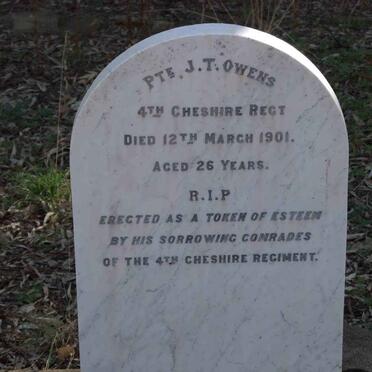 PTE J.T. OWENS
4TH CHESHIRE REGT
DIED 12TH MARCH 1901.
AGED 26 YEARS.
R.I.P
ERECTED AS A TOKEN OF ESTEEM
BY HIS SORROWING COMRADES
OF THE 4TH CHESHIRE REGIMENT.